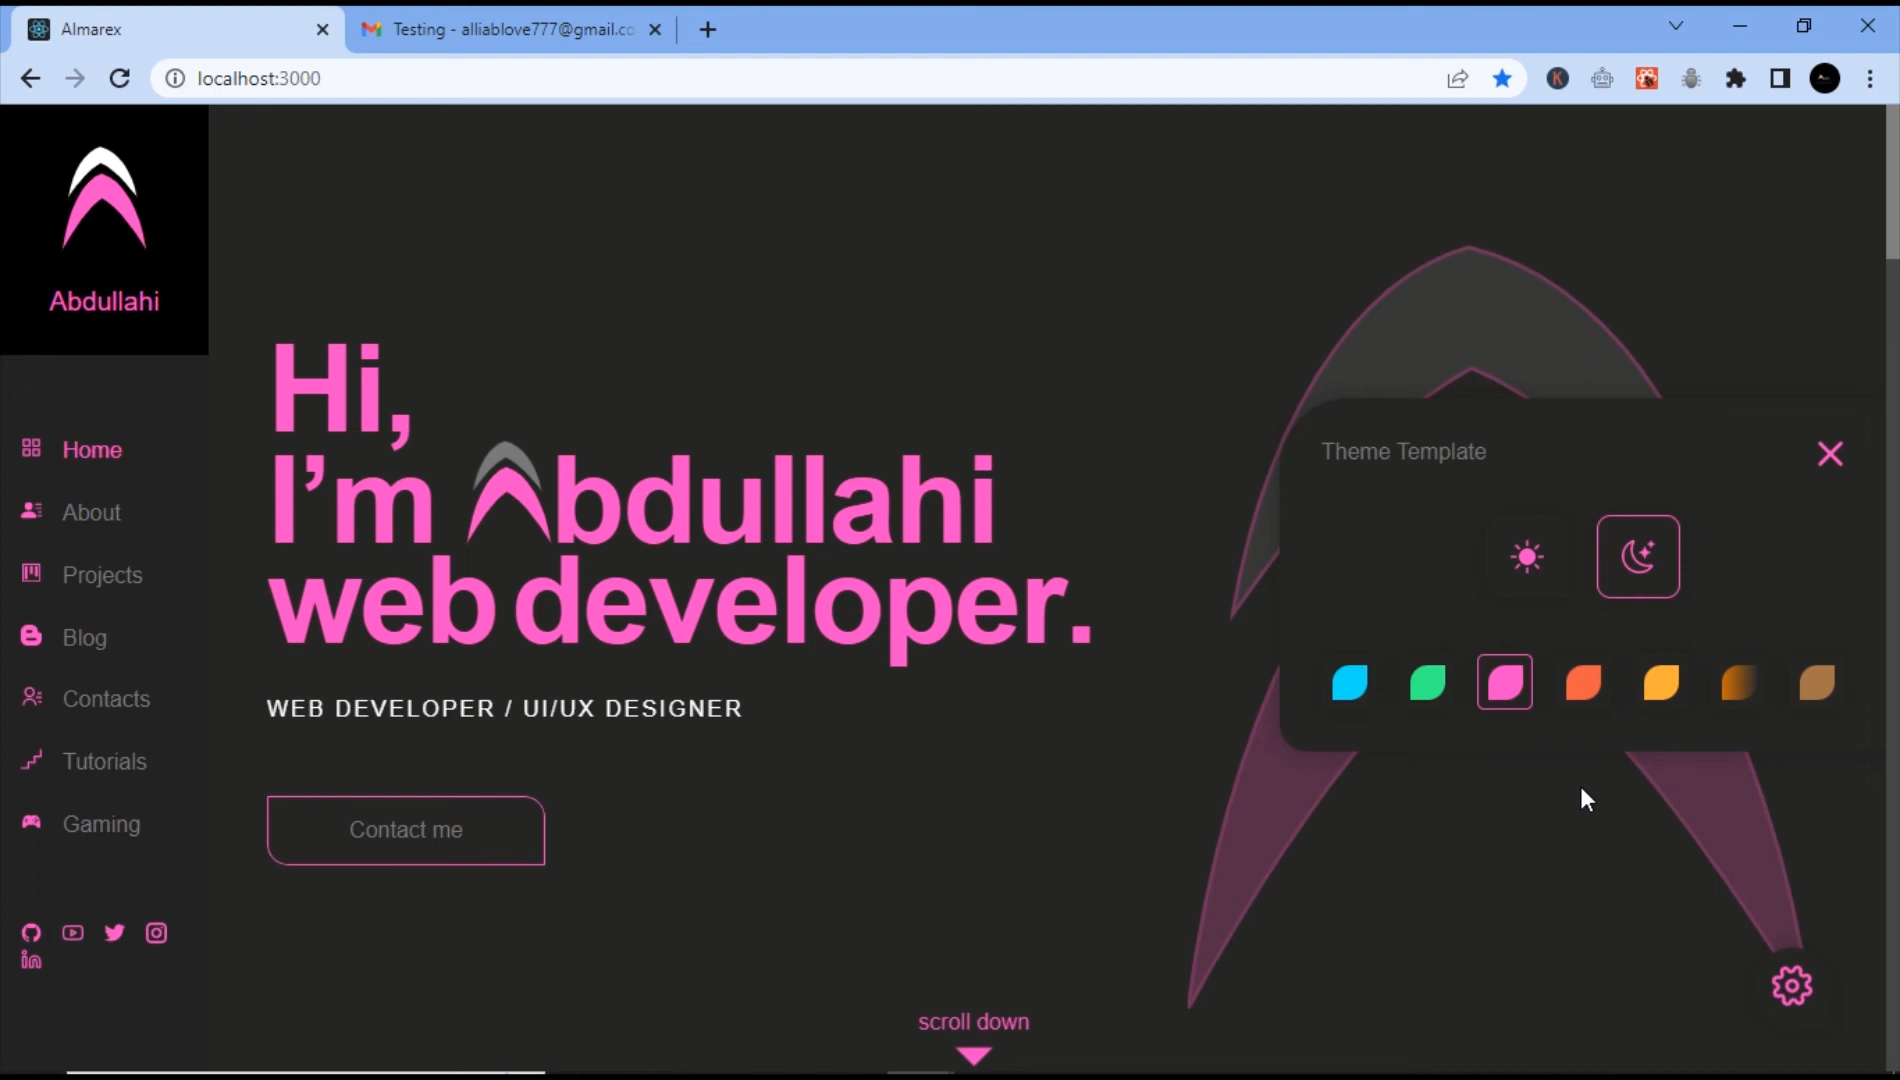 Almarex
Testing - alliablove777@gmail.co
localhost:3000
K
Abdullahi
Home
About
Projects
Blog
Contacts
Tutorials
Gaming
Hi,
I’m Abdullahi
web developer.
WEB DEVELOPER / UI/UX DESIGNER
Contact me
Theme Template
scroll down